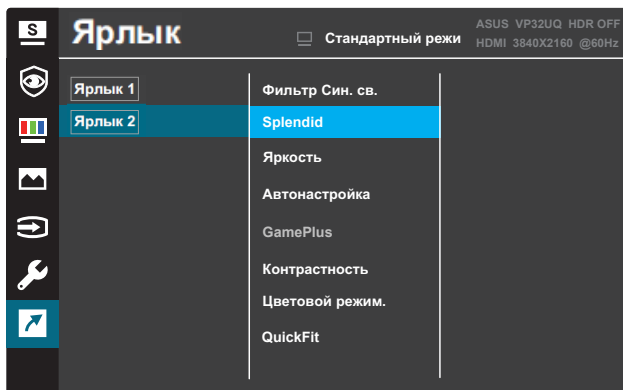 S
Ярлык
Стандартный режи
ASUS VP32UQ HDR OFF
HDMI 3840X2160 @60Hz
Ярлык 1
Ярлык 2
Фильтр Син. св.
Splendid
Яркость
Автонастройка
GamePlus
Контрастность
Цветовой режим.
QuickFit